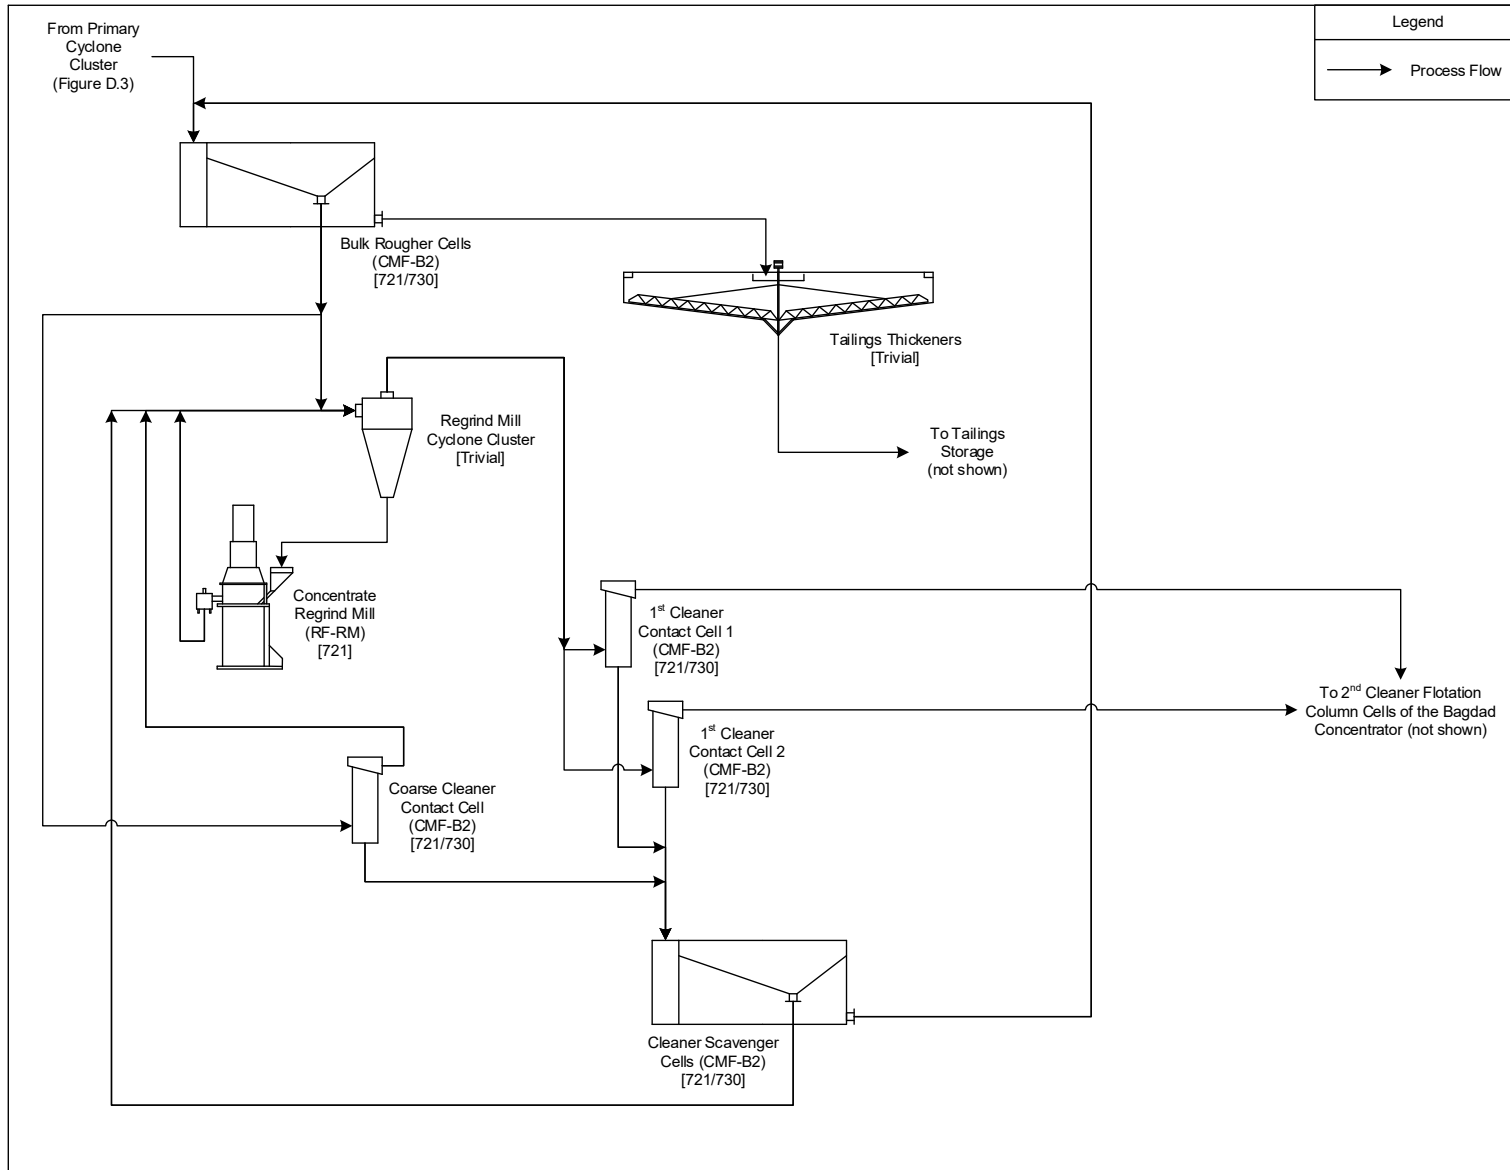 From Primary
Cyclone
Cluster
(Figure D.3)
Legend
Process Flow
Bulk Rougher Cells
(CMF-B2)
[721/730]
Tailings Thickeners
[Trivial]
Regrind Mill
Cyclone Cluster
[Trivial]
To Tailings
Storage
(not shown)
Concentrate
Regrind Mill
(RF-RM)
[721]
1st Cleaner
Contact Cell 1
(CMF-B2)
[721/730]
To 2nd Cleaner Flotation
Column Cells of the Bagdad
Concentrator (not shown)
1st Cleaner
Contact Cell 2
(CMF-B2)
[721/730]
Coarse Cleaner
Contact Cell
(CMF-B2)
[721/730]
Cleaner Scavenger
Cells (CMF-B2)
[721/730]